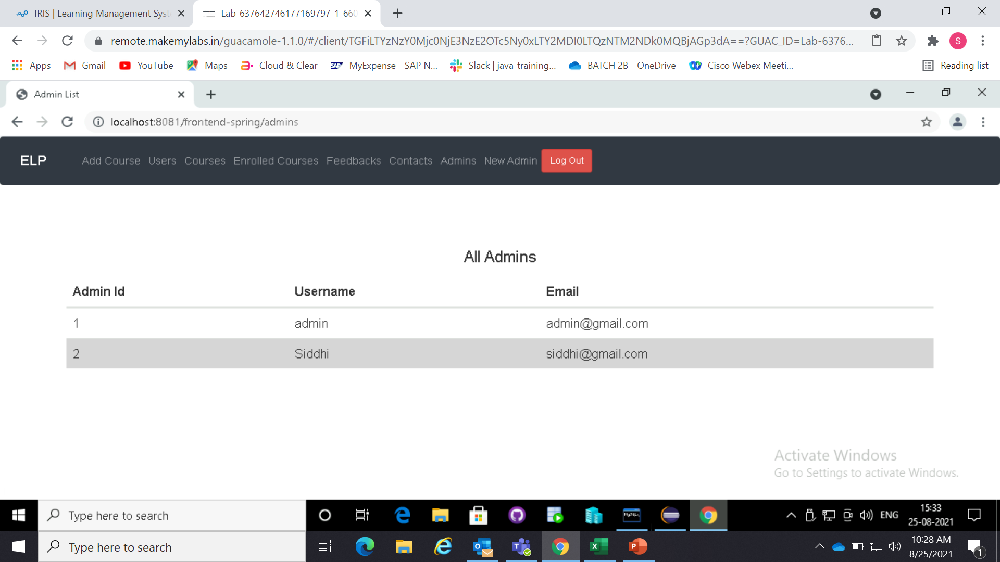 IRIS | Learning Management Syst
Lab-637642746177169797-1-660
remote.makemylabs.in/guacamole-1.1.0/#/client/TGFiLTYzNzY0Mjc0NjE3NzE2OTc5Ny0xLTY2MDI0LTQzNTM2NDk0MQBjAGp3dA==?GUAC_ID=Lab-6376...
S
Apps
Gmail
YouTube
Maps
Cloud & Clear
SAP
MyExpense - SAP N...
Slack | java-training...
BATCH 2B - OneDrive
Cisco Webex Meeti...
Reading list
Admin List
localhost:8081/frontend-spring/admins
ELP
Add Course
Users
Courses
Enrolled Courses
Feedbacks
Contacts
Admins
New Admin
Log Out
All Admins
Admin Id Username Email
1 admin admin@gmail.com
2 Siddhi siddhi@gmail.com
Activate Windows
Go to Settings to activate Windows.
Type here to search
ENG
15:33
25-08-2021
Type here to search
10:28 AM
8/25/2021
1